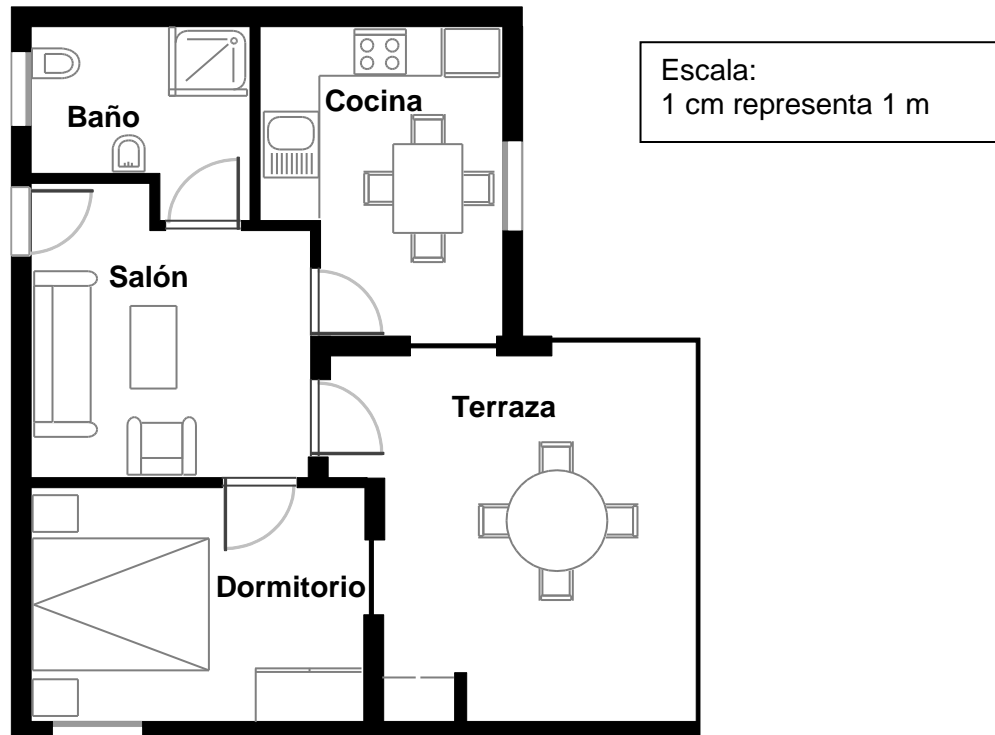 Escala:
1 cm representa 1 m
Cocina
Baño
Salón
Terraza
Dormitorio